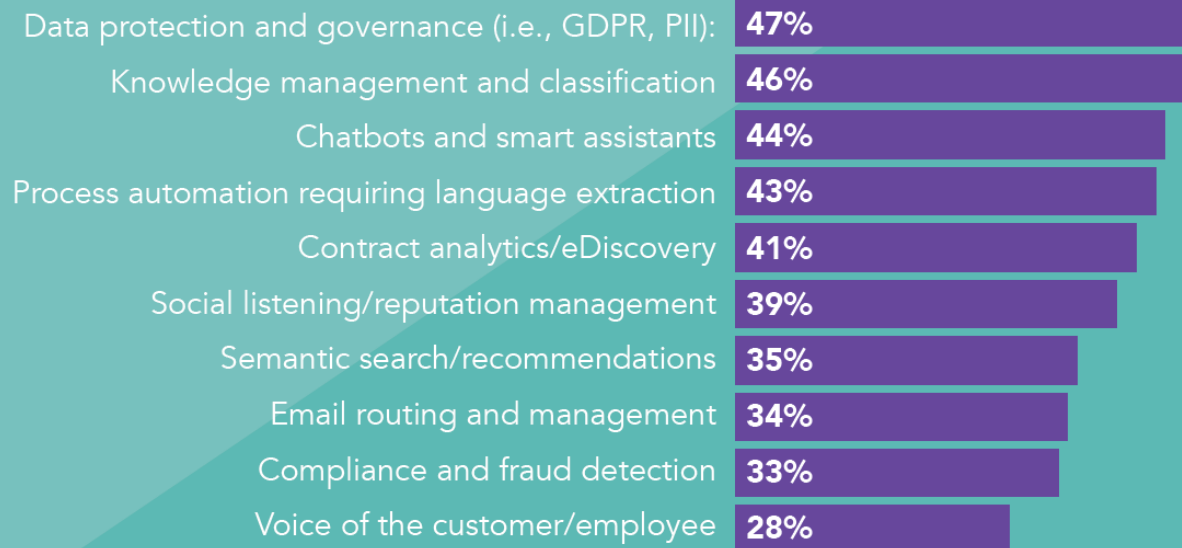 Data protection and governance (i.e., GDPR, PII): 47%
Knowledge management and classification 46%
Chatbots and smart assistants 44%
Process automation requiring language extraction 43%
Contract analytics/eDiscovery 41%
Social listening/reputation management 39%
Semantic search/recommendations 35%
Email routing and management 34%
Compliance and fraud detection 33%
Voice of the customer/employee 28%